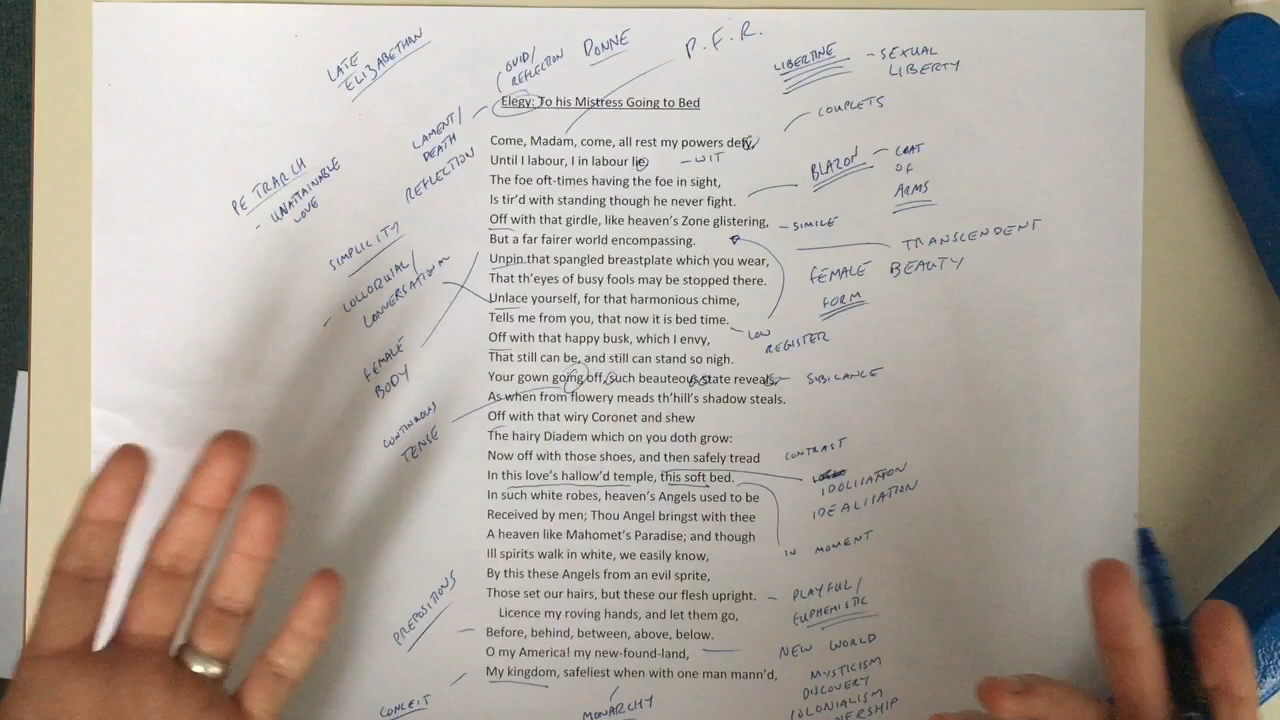 LATE
ELIZABETHAN
OVID/
REFLECTION
DONNE
P.F.R.
LIBERTINE - SEXUAL
LIBERTY
Elegy: To his Mistress Going to Bed
LAMENT/
DEATH
REFLECTION
COUPLETS
PETRARCH
- UNATTAINABLE
LOVE
Come, Madam, come, all rest my powers defy,
Until I labour, I in labour lie.
- WIT
The foe oft-times having the foe in sight,
Is tir'd with standing though he never fight.
BLAZON - COAT
OF
ARMS
Off with that girdle, like heaven's Zone glistering,
- SIMILE
But a far fairer world encompassing.
TRANSCENDENT
BEAUTY
SIMPLICITY
- COLLOQUIAL/
CONVERSATIONAL
Unpin that spangled breastplate which you wear,
That th'eyes of busy fools may be stopped there.
FEMALE
FORM
Unlace yourself, for that harmonious chime,
Tells me from you, that now it is bed time.
- LOW
REGISTER
Off with that happy busk, which I envy,
That still can be, and still can stand so nigh.
FEMALE
BODY
Your gown going off, such beauteous state reveals,
- SIBILANCE
As when from flowery meads th'hill's shadow steals.
CONTINUOUS
TENSE
Off with that wiry Coronet and shew
The hairy Diadem which on you doth grow:
Now off with those shoes, and then safely tread
CONTRAST
In this love's hallow'd temple, this soft bed.
IDOLISATION
IDEALISATION
In such white robes, heaven's Angels used to be
Received by men; Thou Angel bringst with thee
A heaven like Mahomet's Paradise; and though
IN MOMENT
Ill spirits walk in white, we easily know,
By this these Angels from an evil sprite,
Those set our hairs, but these our flesh upright.
- PLAYFUL/
EUPHEMISTIC
Licence my roving hands, and let them go,
PREPOSITIONS
Before, behind, between, above, below.
O my America! my new-found-land,
NEW WORLD
My kingdom, safeliest when with one man mann'd,
MYSTICISM
DISCOVERY
COLONIALISM
CONCEIT
MONARCHY